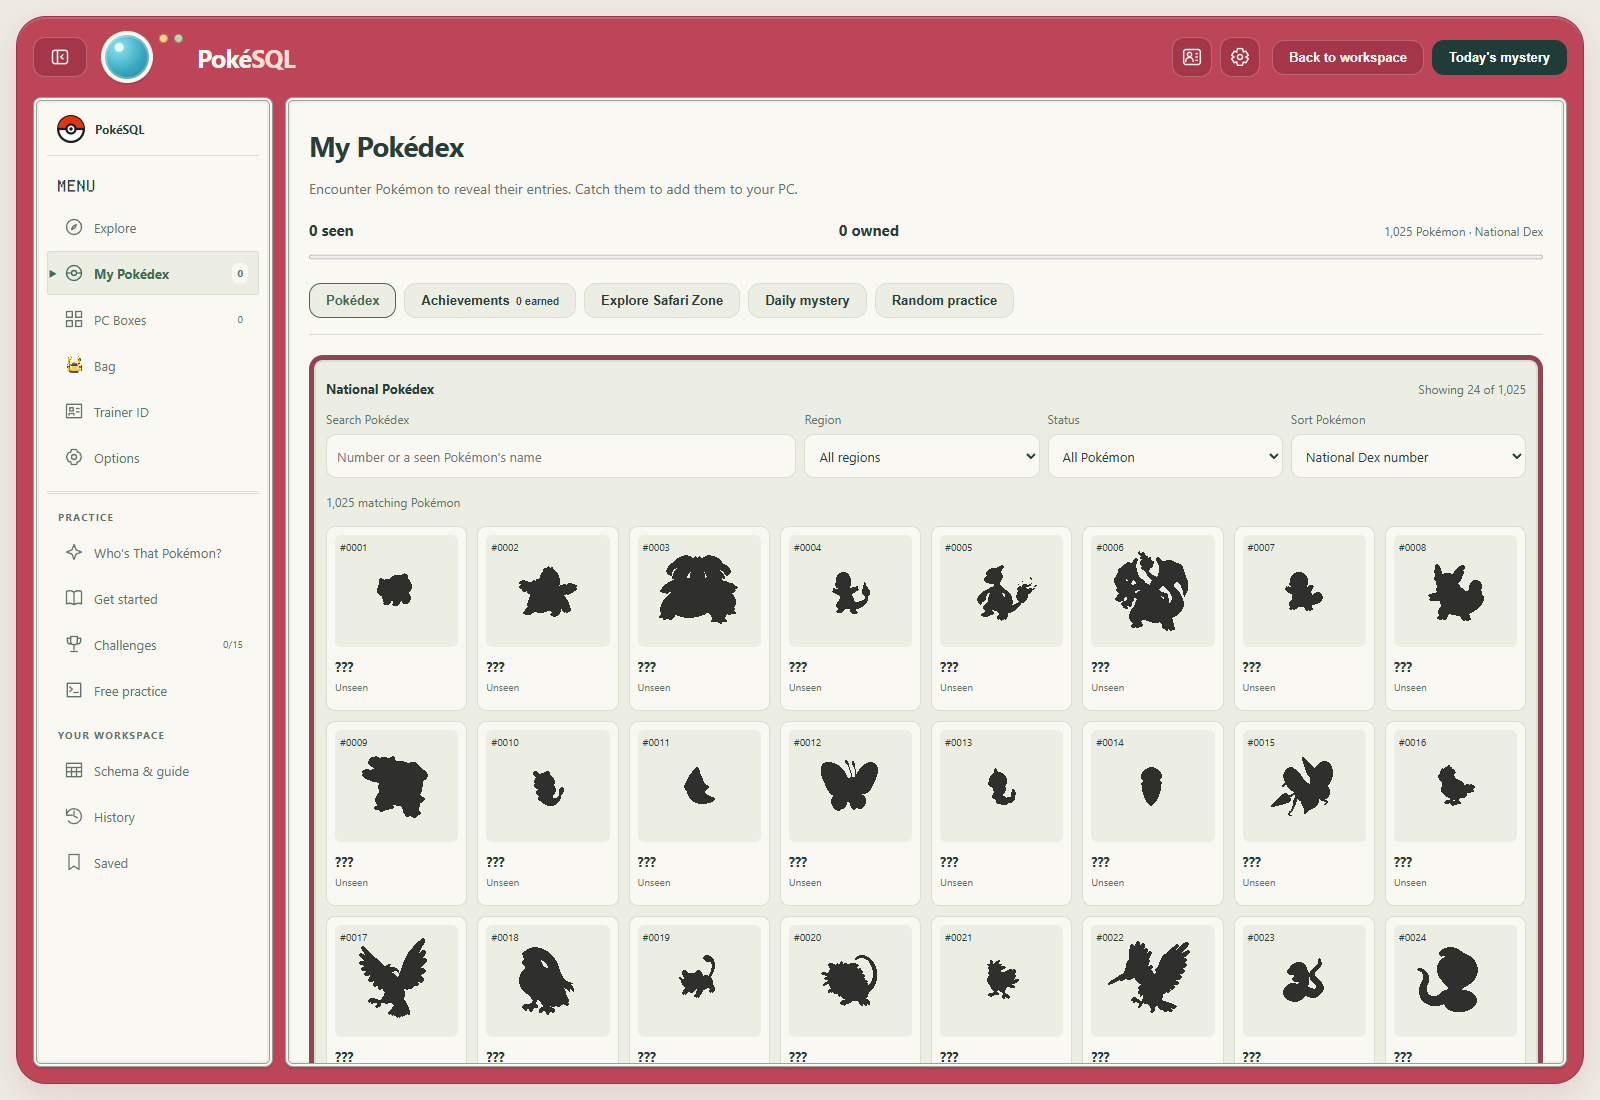 PokéSQL
Back to workspace
Today's mystery
PokéSQL
MENU
Explore
My Pokédex 0
PC Boxes 0
Bag
Trainer ID
Options
PRACTICE
Who's That Pokémon?
Get started
Challenges 0/15
Free practice
YOUR WORKSPACE
Schema & guide
History
Saved
My Pokédex
Encounter Pokémon to reveal their entries. Catch them to add them to your PC.
0 seen 0 owned 1,025 Pokémon · National Dex
Pokédex Achievements 0 earned Explore Safari Zone Daily mystery Random practice
National Pokédex Showing 24 of 1,025
Search Pokédex Region Status Sort Pokémon
Number or a seen Pokémon's name All regions All Pokémon National Dex number
1,025 matching Pokémon
#0001 #0002 #0003 #0004 #0005 #0006 #0007 #0008
??? ??? ??? ??? ??? ??? ??? ???
Unseen Unseen Unseen Unseen Unseen Unseen Unseen Unseen
#0009 #0010 #0011 #0012 #0013 #0014 #0015 #0016
??? ??? ??? ??? ??? ??? ??? ???
Unseen Unseen Unseen Unseen Unseen Unseen Unseen Unseen
#0017 #0018 #0019 #0020 #0021 #0022 #0023 #0024
??? ??? ??? ??? ??? ??? ??? ???